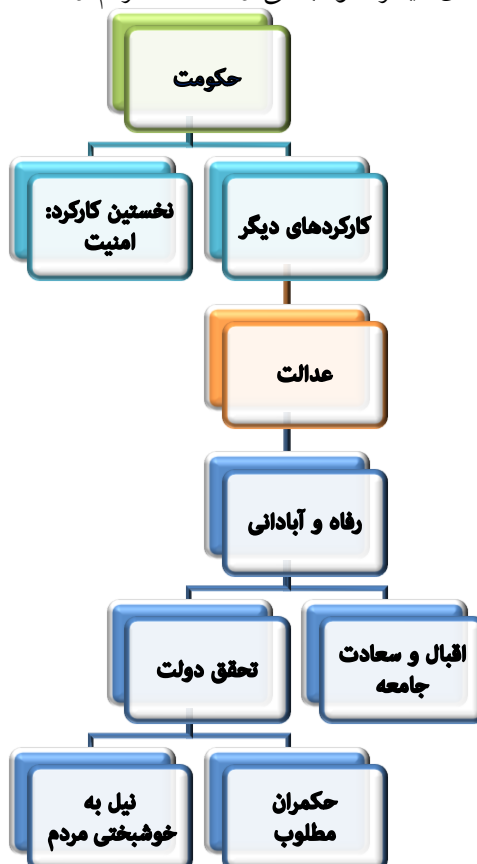 حکومت
کارکردهای دیگر
نخستین کارکرد:
امنیت
عدالت
رفاه و آبادانی
اقبال و سعادت
جامعه
تحقق دولت
حکمران
مطلوب
نیل به
خوشبختی مردم